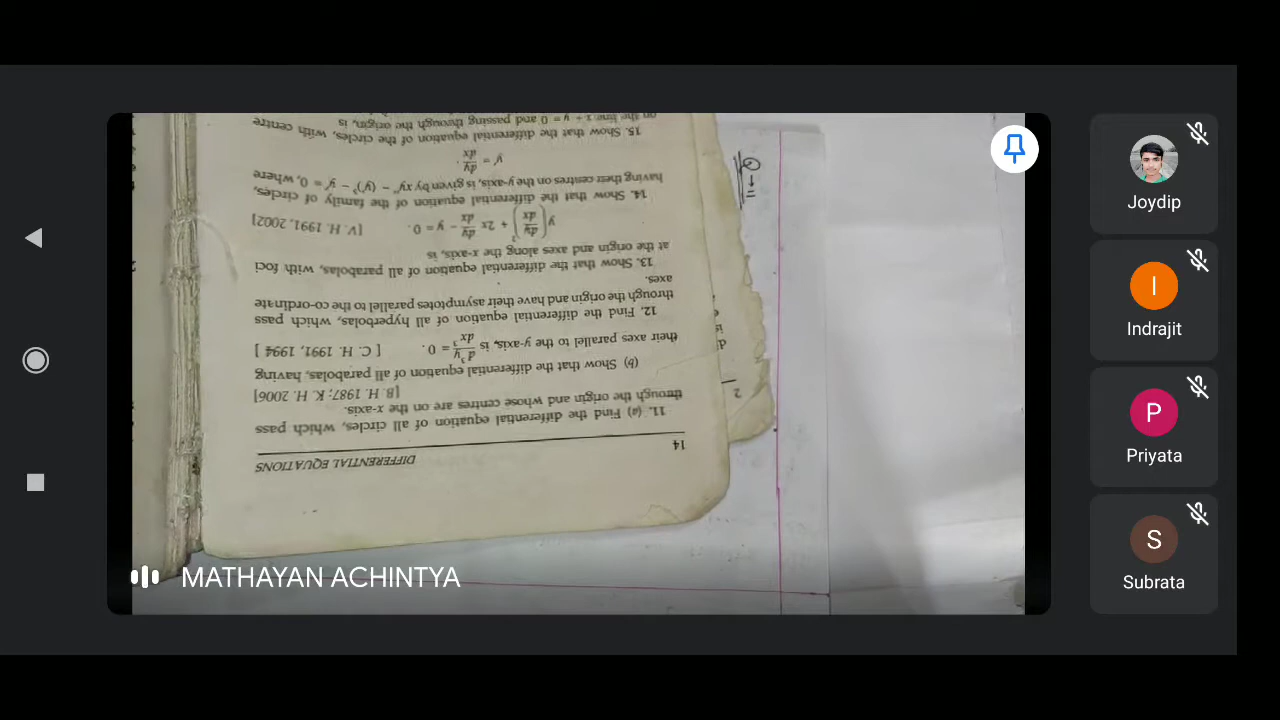 14
DIFFERENTIAL EQUATIONS
11. (a) Find the differential equation of all circles, which pass
through the origin and whose centres are on the x-axis.
[B. H. 1987; K. H. 2006]
(b) Show that the differential equation of all parabolas, having
their axes parallel to the y-axis, is d³y/dx³ = 0. [ C. H. 1991, 1994 ]
12. Find the differential equation of all hyperbolas, which pass
through the origin and have their asymptotes parallel to the co-ordinate
axes.
13. Show that the differential equation of all parabolas, with foci
at the origin and axes along the x-axis, is
y(dy/dx)² + 2x dy/dx - y = 0. [V. H. 1991, 2002]
14. Show that the differential equation of the family of circles,
having their centres on the y-axis, is given by xy'' - (y')³ - y' = 0, where
y' = dy/dx.
15. Show that the differential equation of the circles, with centre
on the line x + y = 0 and passing through the origin, is
2
Q→11
MATHAYAN ACHINTYA
Joydip
I
Indrajit
P
Priyata
S
Subrata